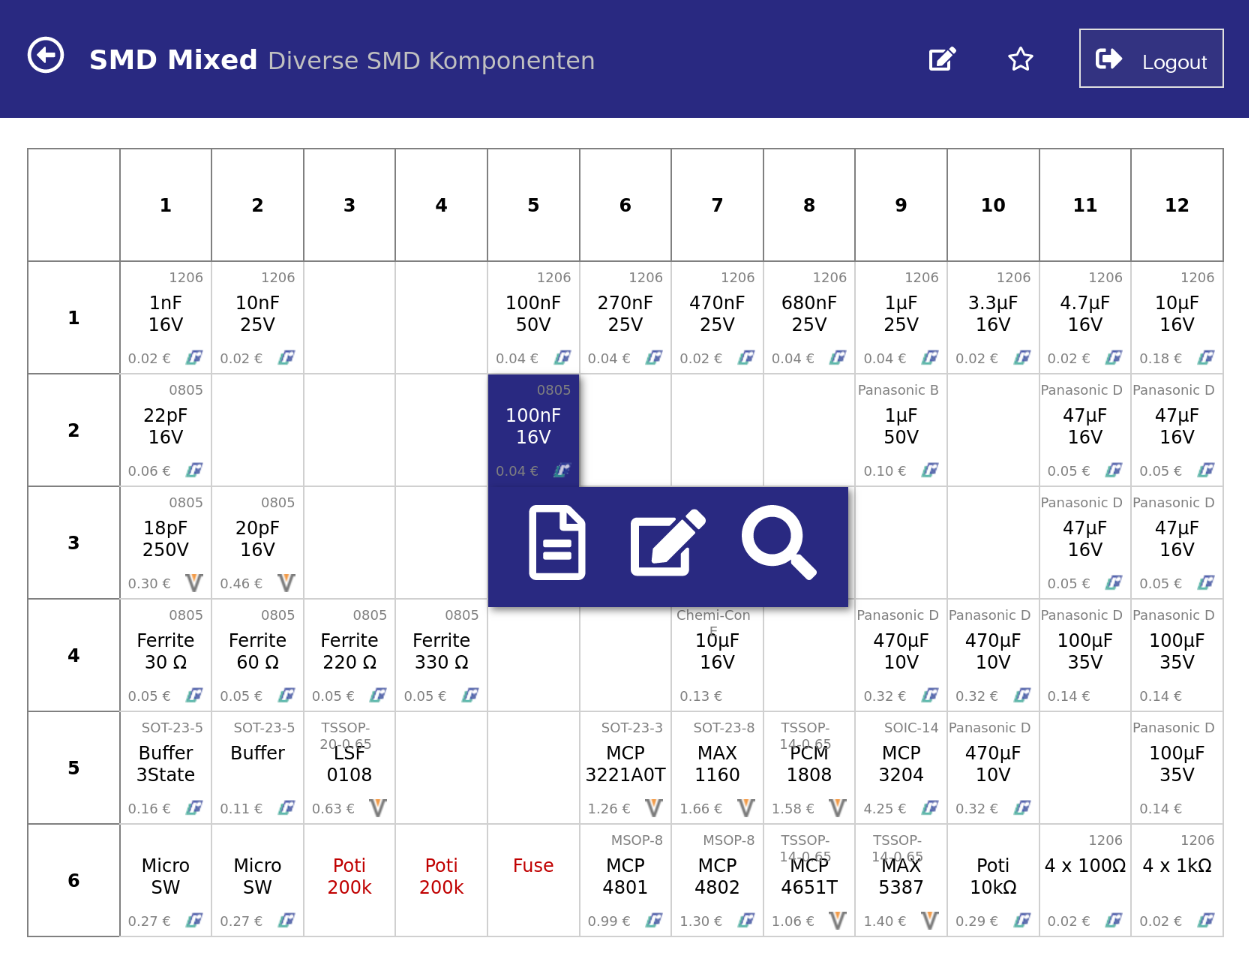 SMD Mixed Diverse SMD Komponenten
Logout
1 2 3 4 5 6 7 8 9 10 11 12
1206 1206 1206 1206 1206 1206 1206 1206 1206 1206
1 1nF 10nF 100nF 270nF 470nF 680nF 1µF 3.3µF 4.7µF 10µF
16V 25V 50V 25V 25V 25V 25V 16V 16V 16V
0.02 € 0.02 € 0.04 € 0.04 € 0.02 € 0.04 € 0.04 € 0.02 € 0.02 € 0.18 €
0805 0805 Panasonic B Panasonic D Panasonic D
2 22pF 100nF 1µF 47µF 47µF
16V 16V 50V 16V 16V
0.06 € 0.04 € 0.10 € 0.05 € 0.05 €
0805 0805 Panasonic D Panasonic D
3 18pF 20pF 47µF 47µF
250V 16V 16V 16V
0.30 € 0.46 € 0.05 € 0.05 €
0805 0805 0805 0805 Chemi-Con Panasonic D Panasonic D Panasonic D Panasonic D
E
4 Ferrite Ferrite Ferrite Ferrite 10µF 470µF 470µF 100µF 100µF
30 Ω 60 Ω 220 Ω 330 Ω 16V 10V 10V 35V 35V
0.05 € 0.05 € 0.05 € 0.05 € 0.13 € 0.32 € 0.32 € 0.14 € 0.14 €
SOT-23-5 SOT-23-5 TSSOP- SOT-23-3 SOT-23-8 TSSOP- SOIC-14 Panasonic D Panasonic D
20-0.65 14-0.65
5 Buffer Buffer LSF MCP MAX PCM MCP 470µF 100µF
3State 0108 3221A0T 1160 1808 3204 10V 35V
0.16 € 0.11 € 0.63 € 1.26 € 1.66 € 1.58 € 4.25 € 0.32 € 0.14 €
MSOP-8 MSOP-8 TSSOP- TSSOP- 1206 1206
14-0.65 14-0.65
6 Micro Micro Poti Poti Fuse MCP MCP MCP MAX Poti 4 x 100Ω 4 x 1kΩ
SW SW 200k 200k 4801 4802 4651T 5387 10kΩ
0.27 € 0.27 € 0.99 € 1.30 € 1.06 € 1.40 € 0.29 € 0.02 € 0.02 €